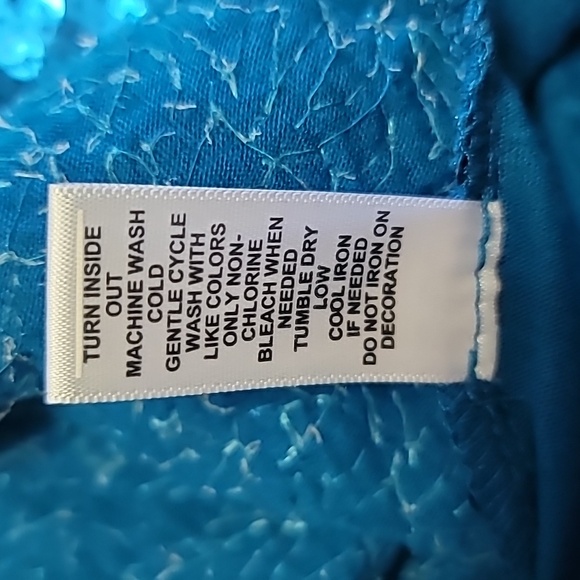 TURN INSIDE
OUT
MACHINE WASH
COLD
GENTLE CYCLE
WASH WITH
LIKE COLORS
ONLY NON-
CHLORINE
BLEACH WHEN
NEEDED
TUMBLE DRY
LOW
COOL IRON
IF NEEDED
DO NOT IRON ON
DECORATION